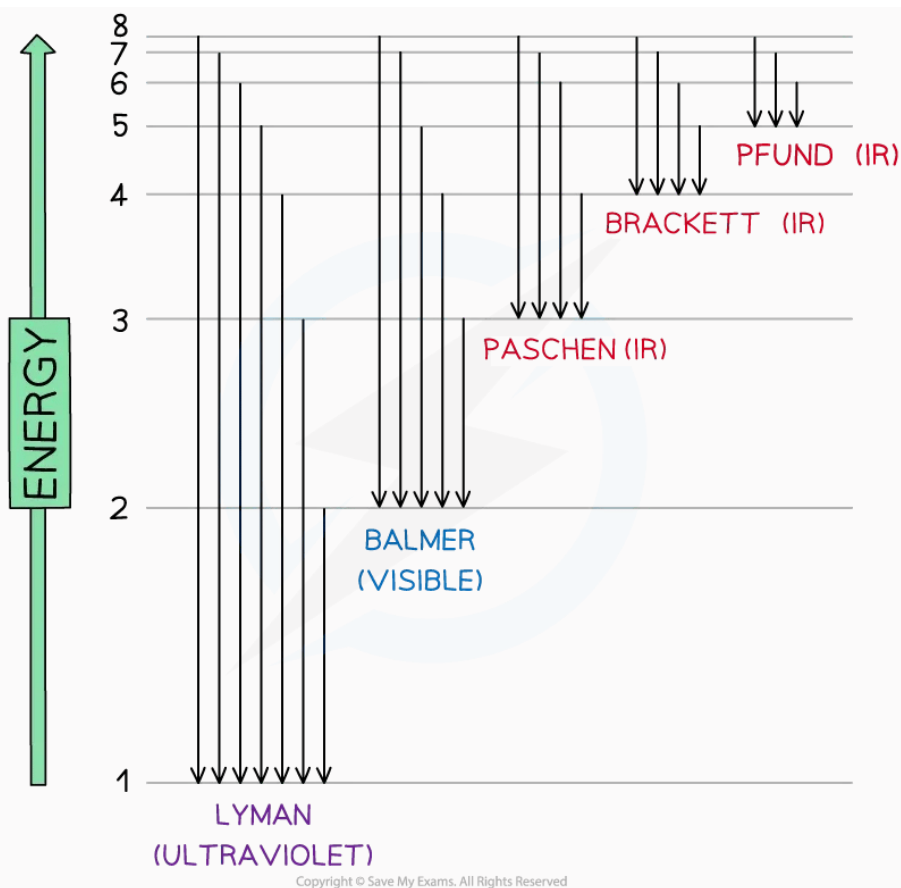 8
7
6
5
PFUND (IR)
4
BRACKETT (IR)
3
PASCHEN (IR)
ENERGY
2
BALMER
(VISIBLE)
1
LYMAN
(ULTRAVIOLET)
Copyright © Save My Exams. All Rights Reserved